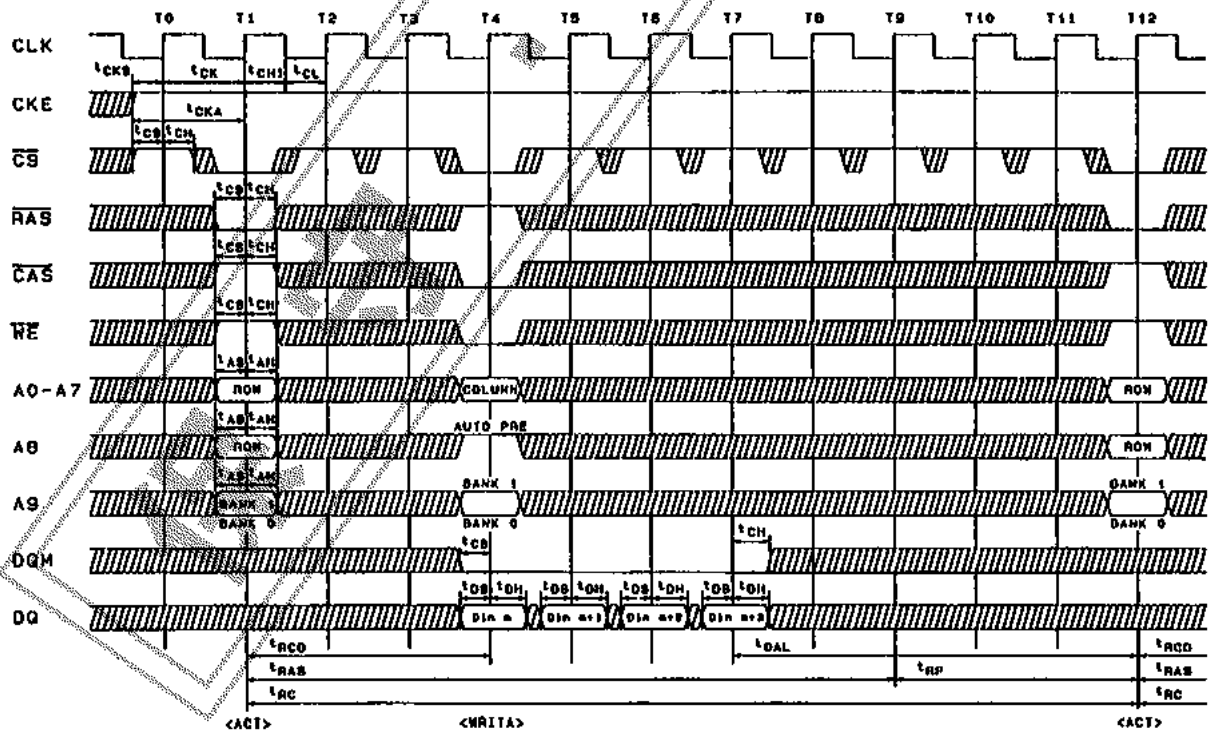 T0 T1 T2 T3 T4 T5 T6 T7 T8 T9 T10 T11 T12
CLK
tCKS tCK tCHI tCL
CKE
tCKA
tCS tCH
CS
tCS tCH
RAS
tCS tCH
CAS
tCS tCH
WE
tAS tAH
A0-A7 ROW COLUMN ROW
tAS tAH
AUTO PRE
A8 ROW ROW
tAS tAH
BANK 1 BANK 1
A9 BANK 1
BANK 0 BANK 0 BANK 0
tCH
DQM tCS
tDS tDH tDS tDH tDS tDH tDS tDH
DQ Din m Din m+1 Din m+2 Din m+3
tRCD tDAL tRCD
tRAS tRP tRAS
tRC tRC
<ACT> <WRITA> <ACT>